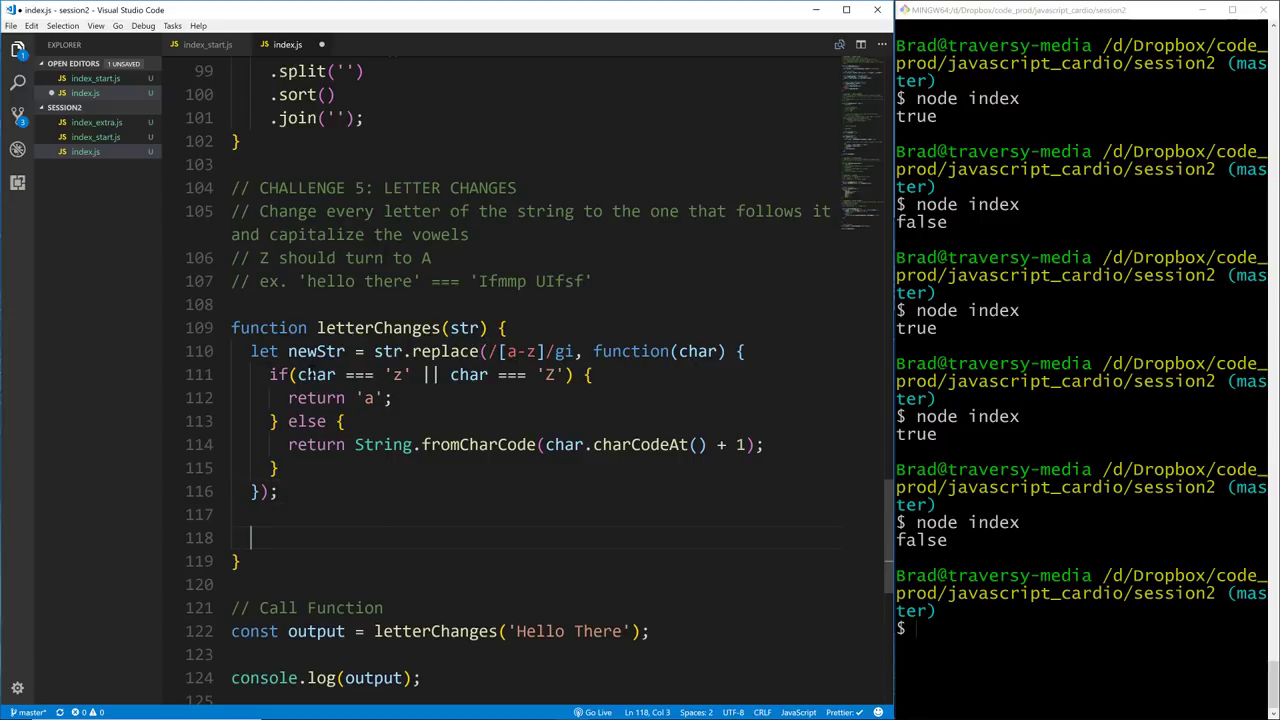 index.js - session2 - Visual Studio Code
File Edit Selection View Go Debug Tasks Help
EXPLORER
OPEN EDITORS 1 UNSAVED
JS index_start.js U
JS index.js U
SESSION2
JS index_extra.js U
JS index_start.js U
JS index.js U
JS index_start.js
JS index.js
99 .split('')
100 .sort()
101 .join('');
102 }
103
104 // CHALLENGE 5: LETTER CHANGES
105 // Change every letter of the string to the one that follows it
and capitalize the vowels
106 // Z should turn to A
107 // ex. 'hello there' === 'Ifmmp UIfsf'
108
109 function letterChanges(str) {
110 let newStr = str.replace(/[a-z]/gi, function(char) {
111 if(char === 'z' || char === 'Z') {
112 return 'a';
113 } else {
114 return String.fromCharCode(char.charCodeAt() + 1);
115 }
116 });
117
118
119 }
120
121 // Call Function
122 const output = letterChanges('Hello There');
123
124 console.log(output);
125
master* 0 0
Go Live Ln 118, Col 3 Spaces: 2 UTF-8 CRLF JavaScript Prettier: ✓
MINGW64:/d/Dropbox/code_prod/javascript_cardio/session2
Brad@traversy-media /d/Dropbox/code_
prod/javascript_cardio/session2 (mas
ter)
$ node index
true
Brad@traversy-media /d/Dropbox/code_
prod/javascript_cardio/session2 (mas
ter)
$ node index
false
Brad@traversy-media /d/Dropbox/code_
prod/javascript_cardio/session2 (mas
ter)
$ node index
true
Brad@traversy-media /d/Dropbox/code_
prod/javascript_cardio/session2 (mas
ter)
$ node index
true
Brad@traversy-media /d/Dropbox/code_
prod/javascript_cardio/session2 (mas
ter)
$ node index
false
Brad@traversy-media /d/Dropbox/code_
prod/javascript_cardio/session2 (mas
ter)
$